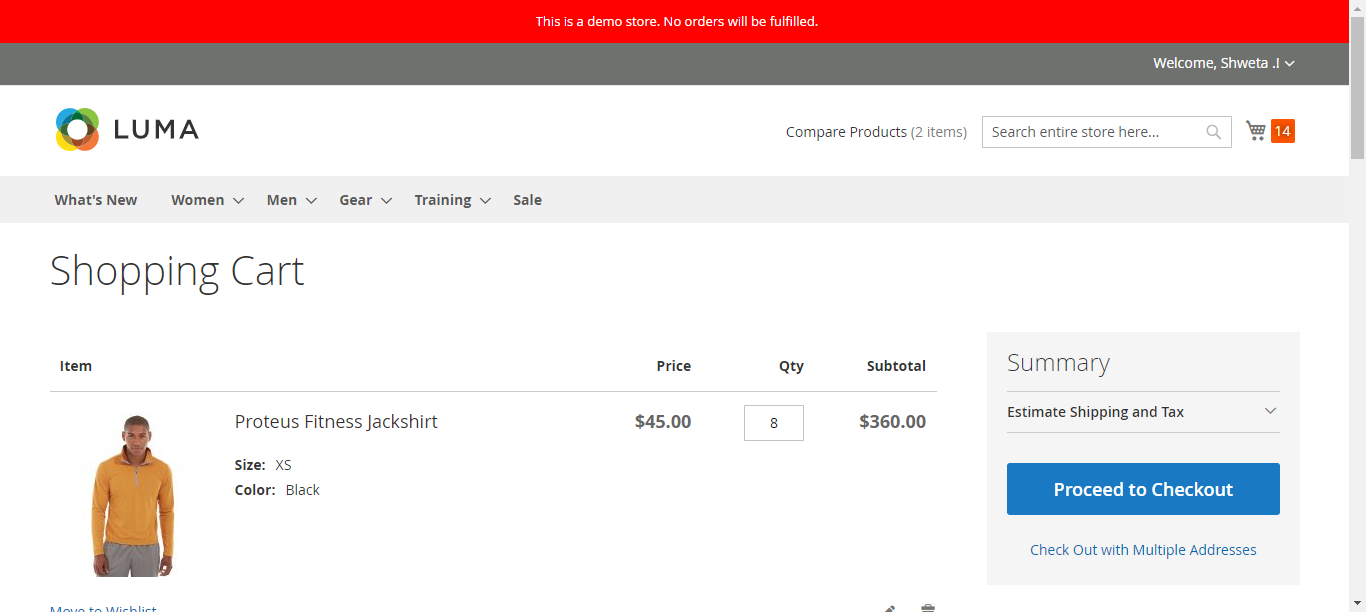 This is a demo store. No orders will be fulfilled.
Welcome, Shweta .!
LUMA
Compare Products (2 items)
Search entire store here...
14
What's New Women Men Gear Training Sale
Shopping Cart
Item Price Qty Subtotal
Proteus Fitness Jackshirt $45.00 8 $360.00
Size: XS
Color: Black
Move to Wishlist
Summary
Estimate Shipping and Tax
Proceed to Checkout
Check Out with Multiple Addresses